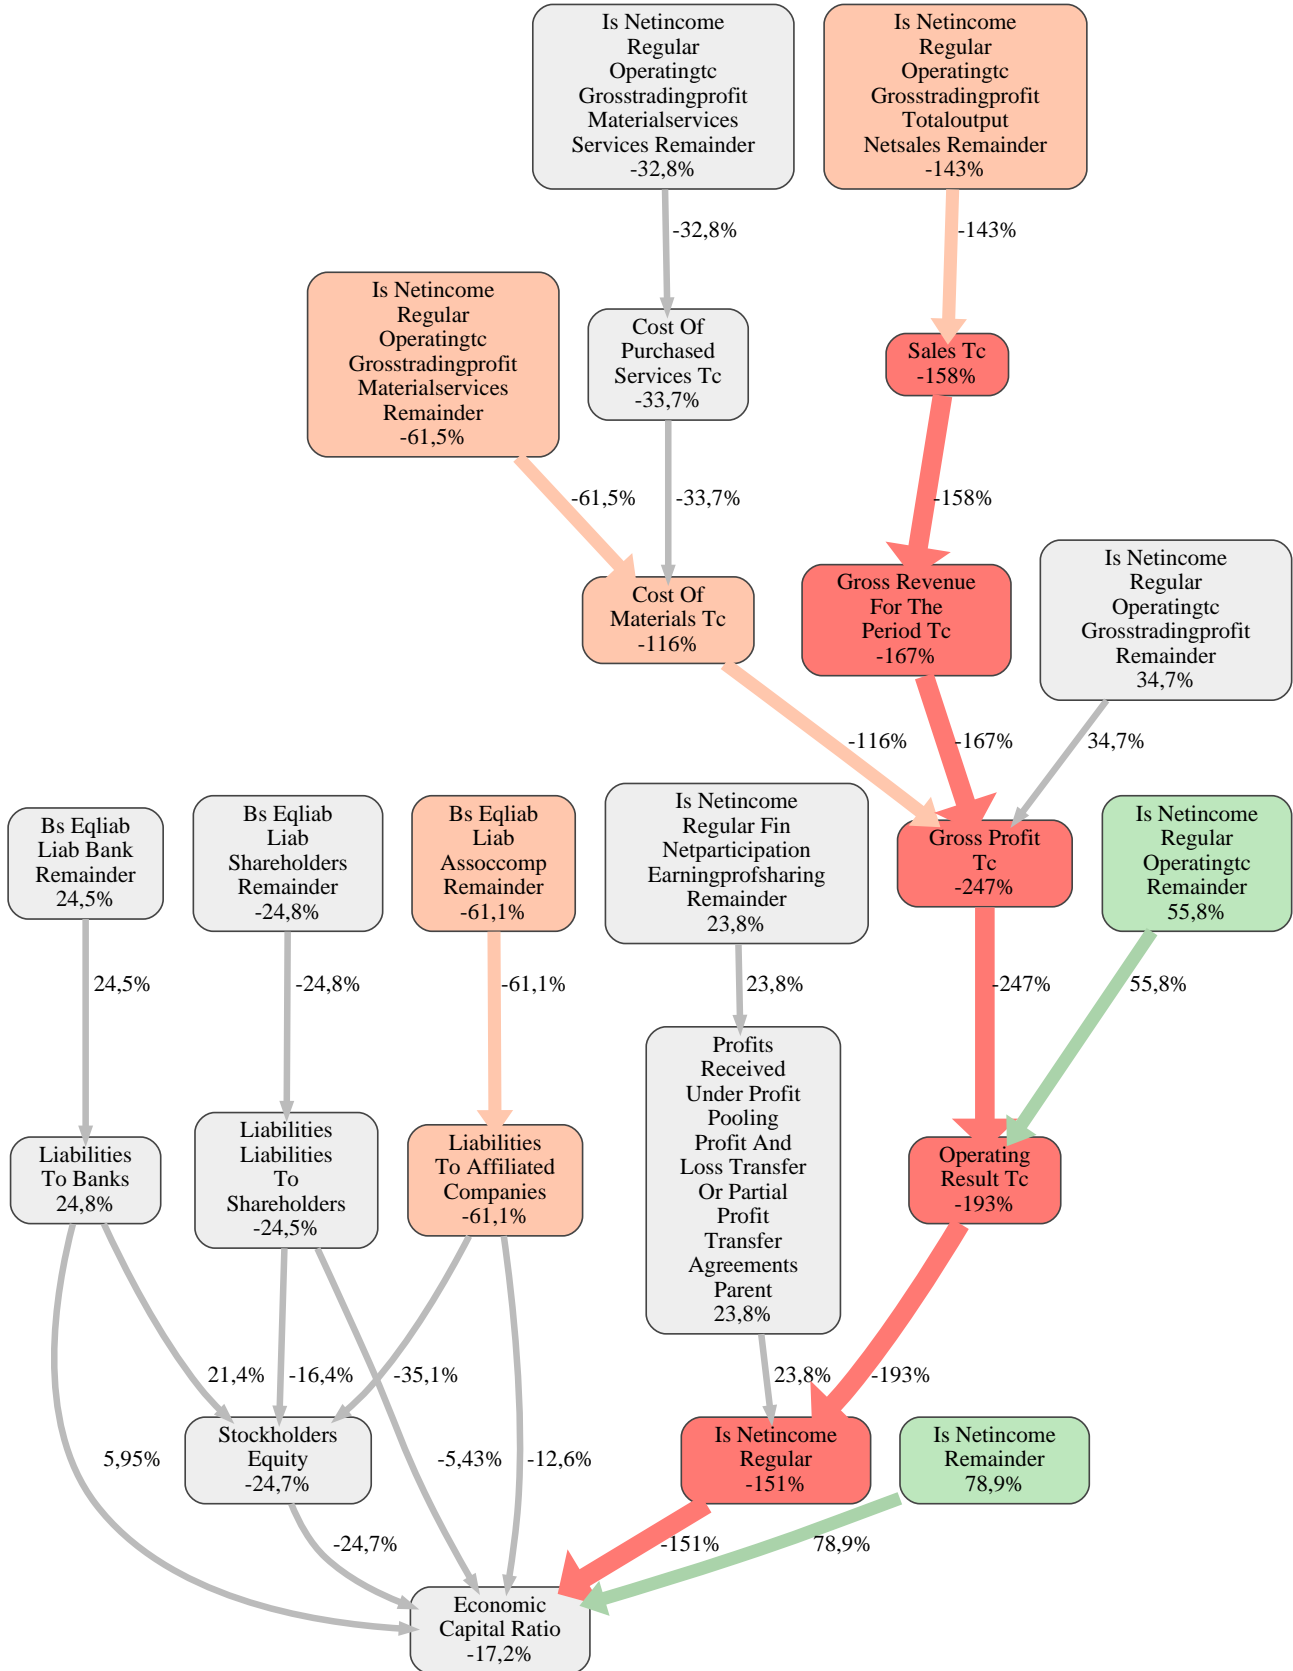 Is Netincome
Regular
Operatingtc
Grosstradingprofit
Materialservices
Services Remainder
-32,8%
Is Netincome
Regular
Operatingtc
Grosstradingprofit
Totaloutput
Netsales Remainder
-143%
-32,8%
-143%
Is Netincome
Regular
Operatingtc
Grosstradingprofit
Materialservices
Remainder
-61,5%
Cost Of
Purchased
Services Tc
-33,7%
Sales Tc
-158%
-61,5%
-33,7%
-158%
Cost Of
Materials Tc
-116%
Gross Revenue
For The
Period Tc
-167%
Is Netincome
Regular
Operatingtc
Grosstradingprofit
Remainder
34,7%
-116%
-167%
34,7%
Bs Eqliab
Liab Bank
Remainder
24,5%
Bs Eqliab
Liab
Shareholders
Remainder
-24,8%
Bs Eqliab
Liab
Assoccomp
Remainder
-61,1%
Is Netincome
Regular Fin
Netparticipation
Earningprofsharing
Remainder
23,8%
Gross Profit
Tc
-247%
Is Netincome
Regular
Operatingtc
Remainder
55,8%
24,5%
-24,8%
-61,1%
23,8%
-247%
55,8%
Liabilities
To Banks
24,8%
Liabilities
Liabilities
To
Shareholders
-24,5%
Liabilities
To Affiliated
Companies
-61,1%
Profits
Received
Under Profit
Pooling
Profit And
Loss Transfer
Or Partial
Profit
Transfer
Agreements
Parent
23,8%
Operating
Result Tc
-193%
21,4%
-16,4%
-35,1%
23,8%
-193%
Stockholders
Equity
-24,7%
Is Netincome
Regular
-151%
Is Netincome
Remainder
78,9%
5,95%
-5,43%
-12,6%
-24,7%
-151%
78,9%
Economic
Capital Ratio
-17,2%